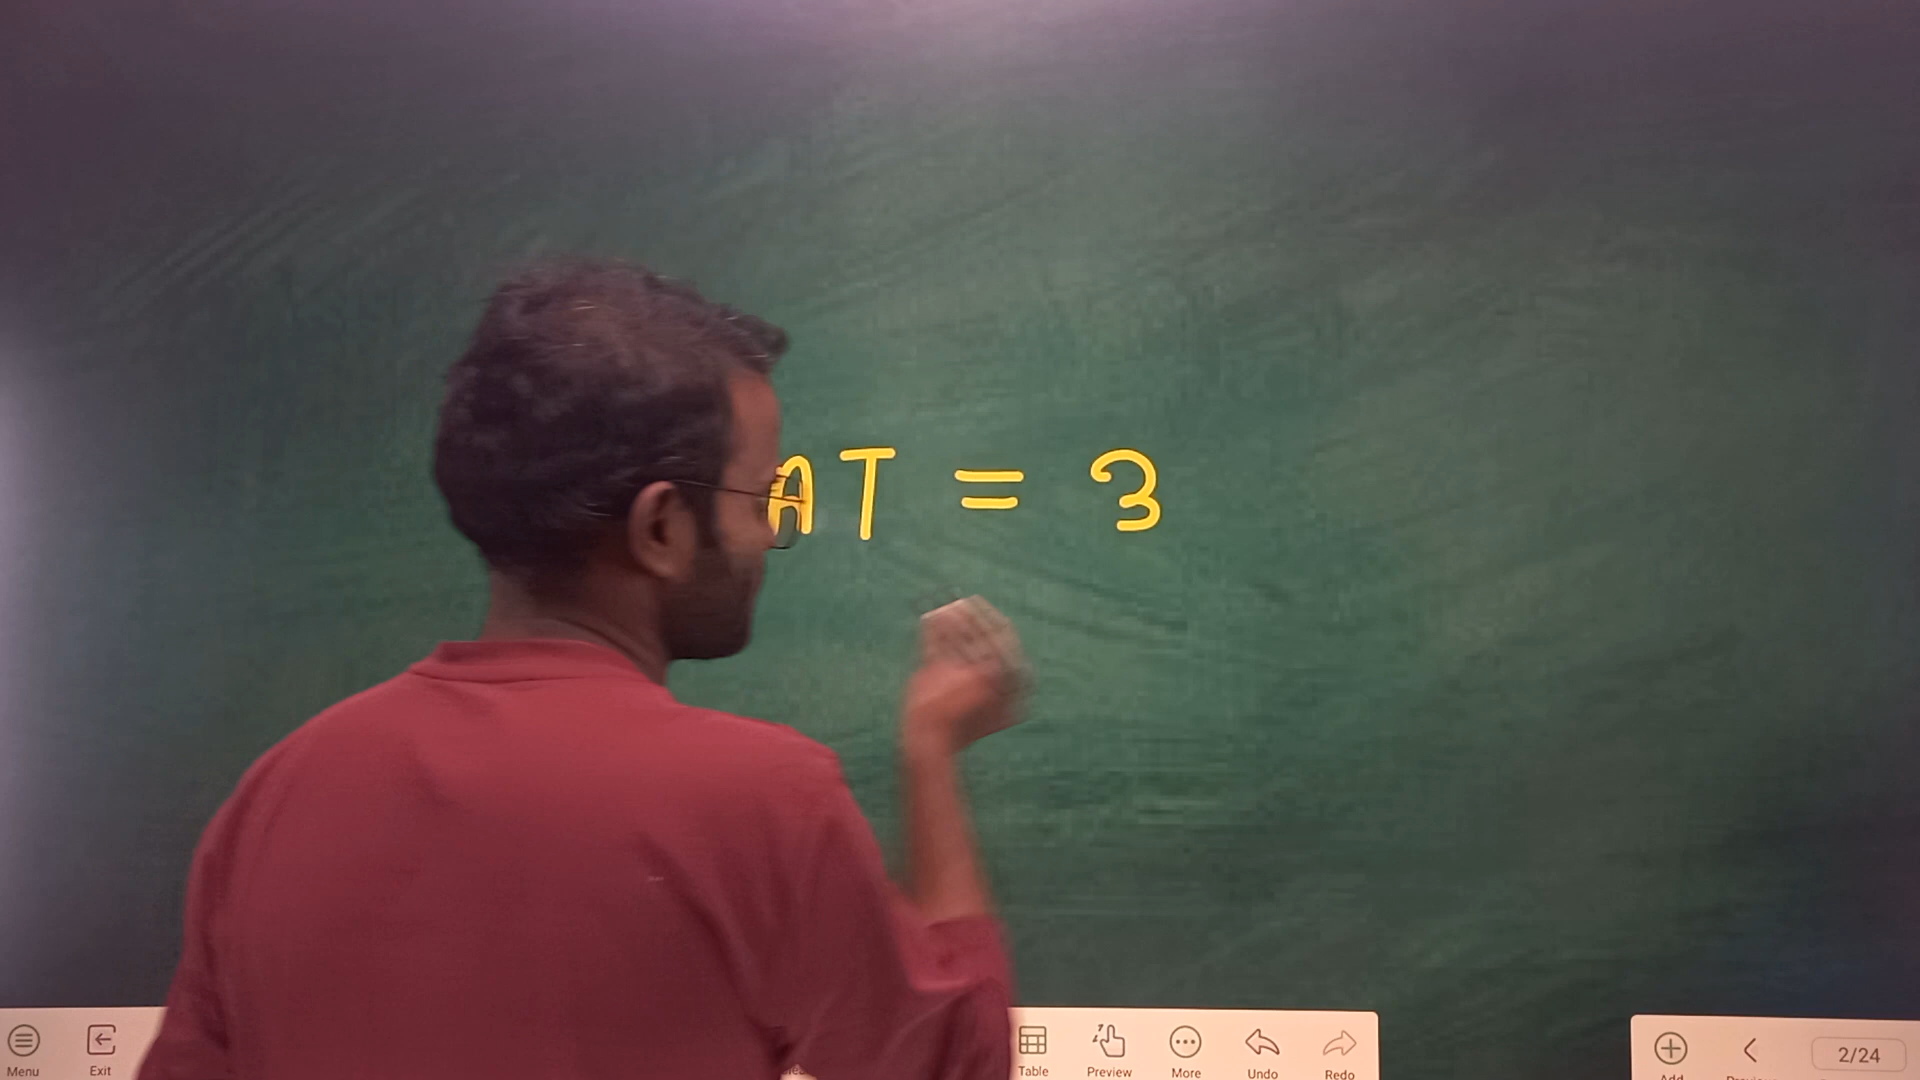 AT = 3
Menu
Exit
Table
Preview
More
Undo
Redo
2/24